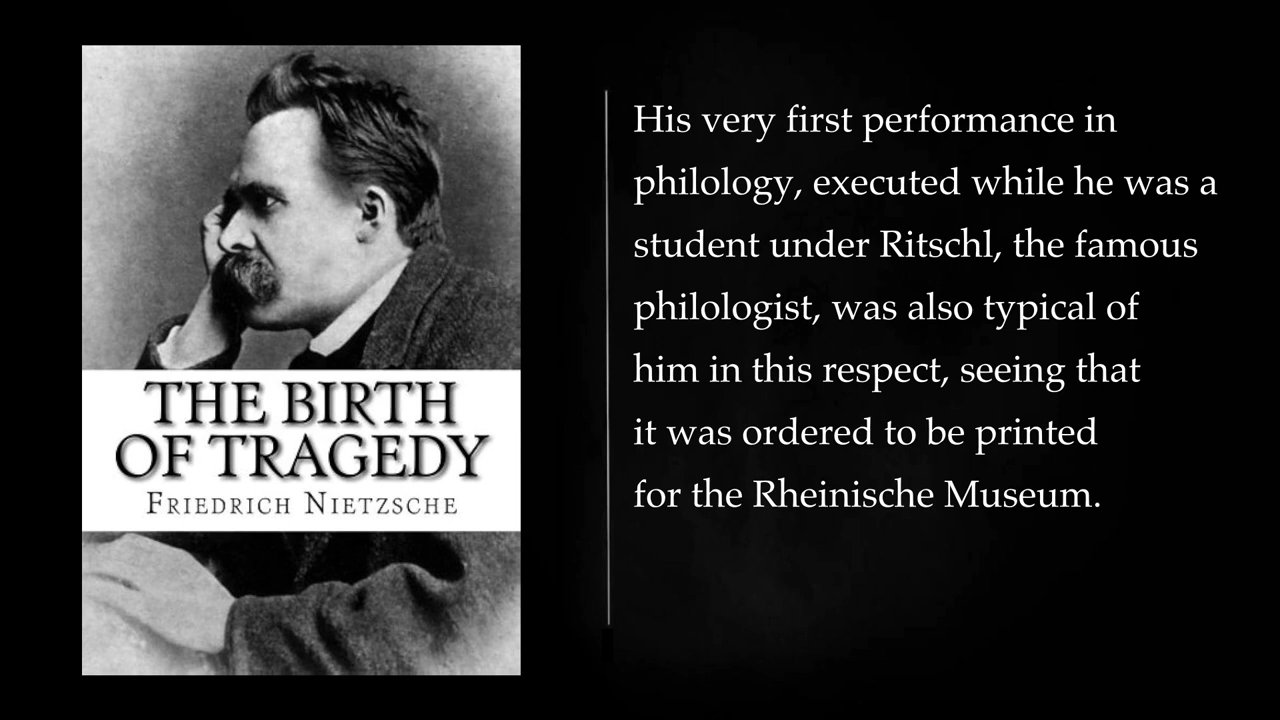 THE BIRTH
OF TRAGEDY
Friedrich Nietzsche
His very first performance in
philology, executed while he was a
student under Ritschl, the famous
philologist, was also typical of
him in this respect, seeing that
it was ordered to be printed
for the Rheinische Museum.